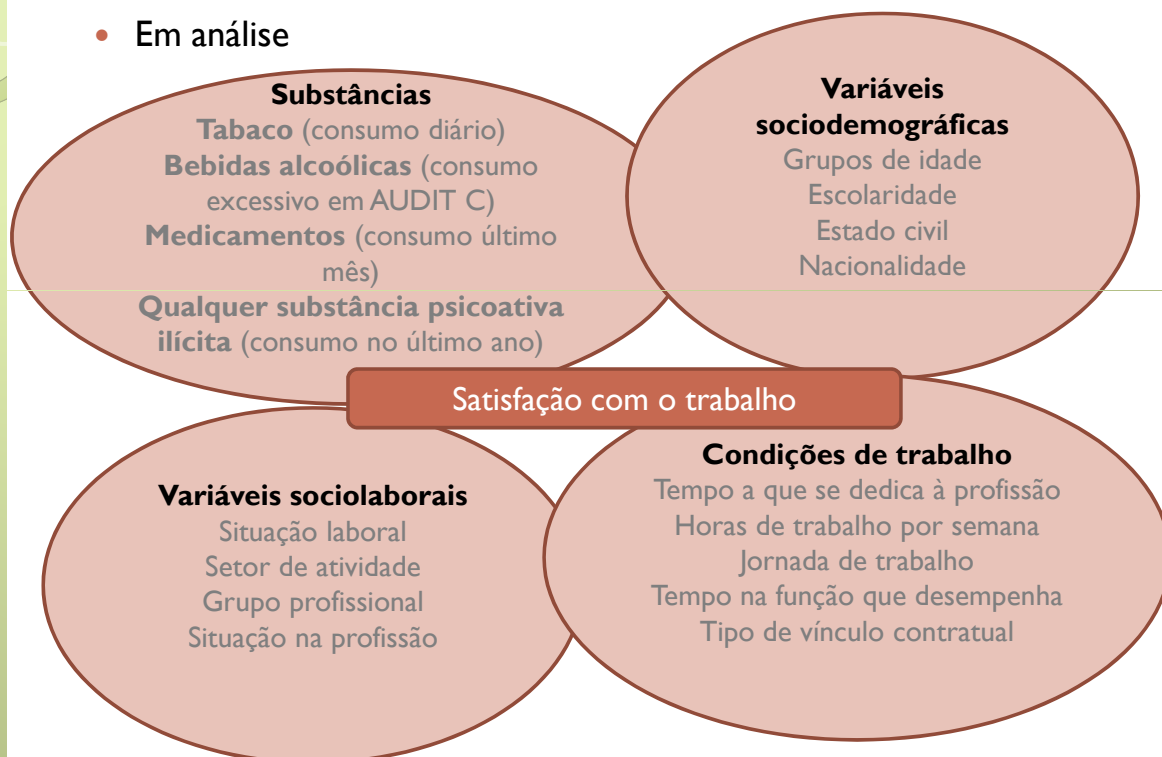 • Em análise
Substâncias
Tabaco (consumo diário)
Bebidas alcoólicas (consumo
excessivo em AUDIT C)
Medicamentos (consumo último
mês)
Qualquer substância psicoativa
ilícita (consumo no último ano)
Variáveis
sociodemográficas
Grupos de idade
Escolaridade
Estado civil
Nacionalidade
Satisfação com o trabalho
Variáveis sociolaborais
Situação laboral
Setor de atividade
Grupo profissional
Situação na profissão
Condições de trabalho
Tempo a que se dedica à profissão
Horas de trabalho por semana
Jornada de trabalho
Tempo na função que desempenha
Tipo de vínculo contratual